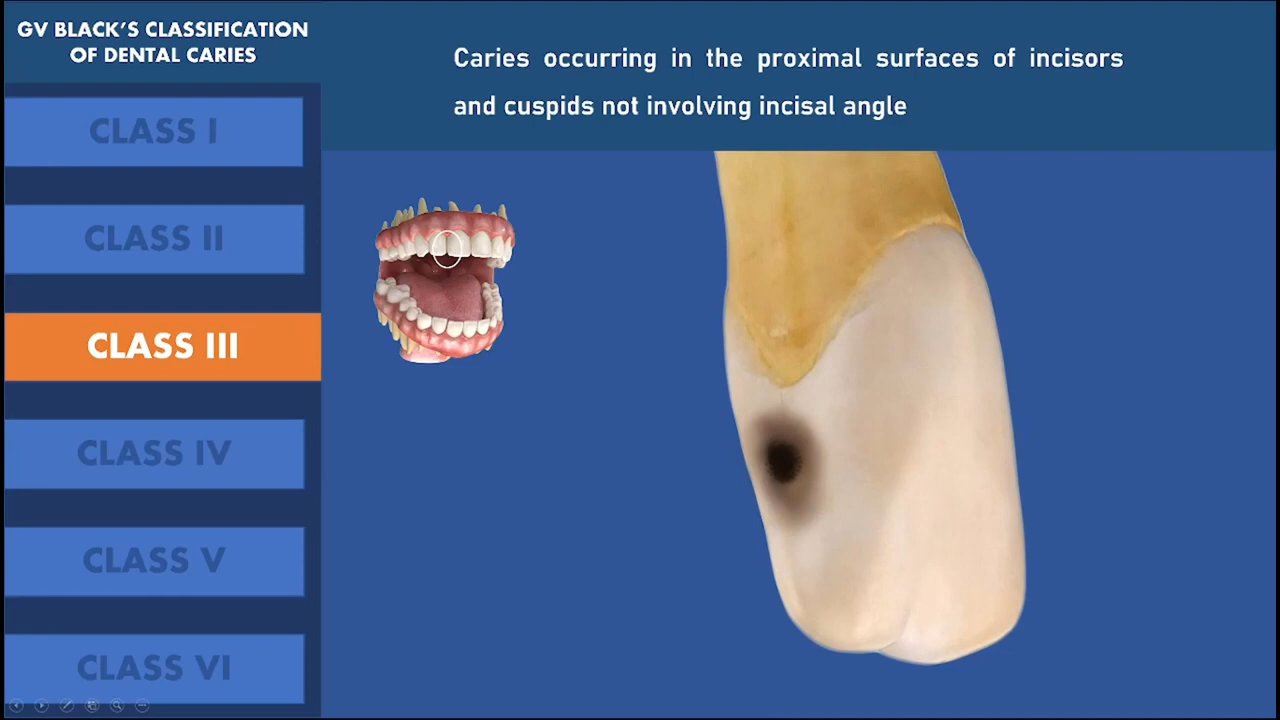 GV BLACK'S CLASSIFICATION
OF DENTAL CARIES
CLASS I
CLASS II
CLASS III
CLASS IV
CLASS V
CLASS VI
Caries occurring in the proximal surfaces of incisors
and cuspids not involving incisal angle